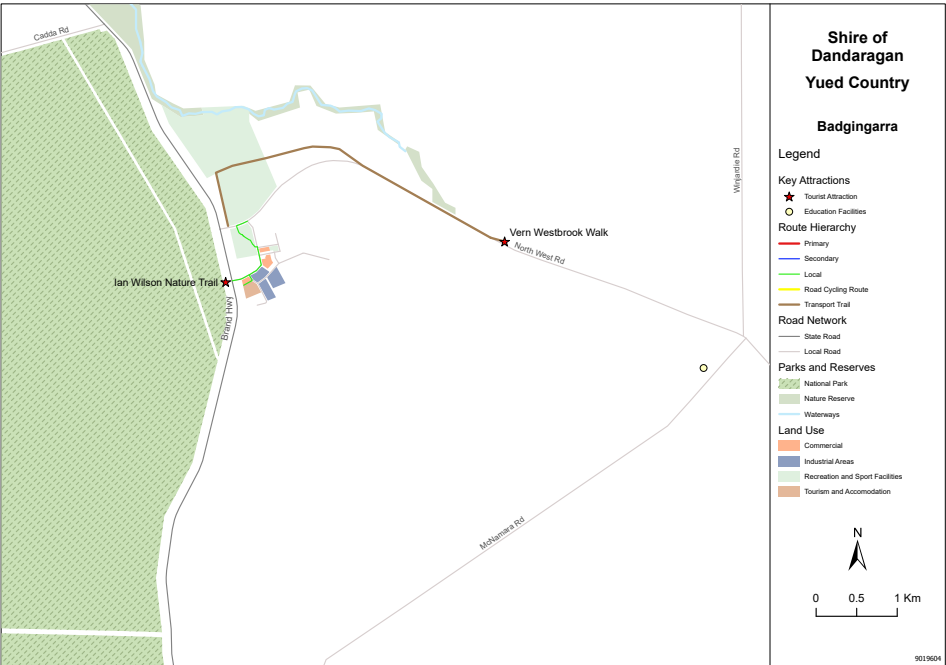 Cadda Rd
Winjardie Rd
Vern Westbrook Walk
North West Rd
Ian Wilson Nature Trail
Brand Hwy
McNamara Rd
Shire of
Dandaragan
Yued Country
Badgingarra
Legend
Key Attractions
Tourist Attraction
Education Facilities
Route Hierarchy
Primary
Secondary
Local
Road Cycling Route
Transport Trail
Road Network
State Road
Local Road
Parks and Reserves
National Park
Nature Reserve
Waterways
Land Use
Commercial
Industrial Areas
Recreation and Sport Facilities
Tourism and Accomodation
N
0 0.5 1 Km
9019604